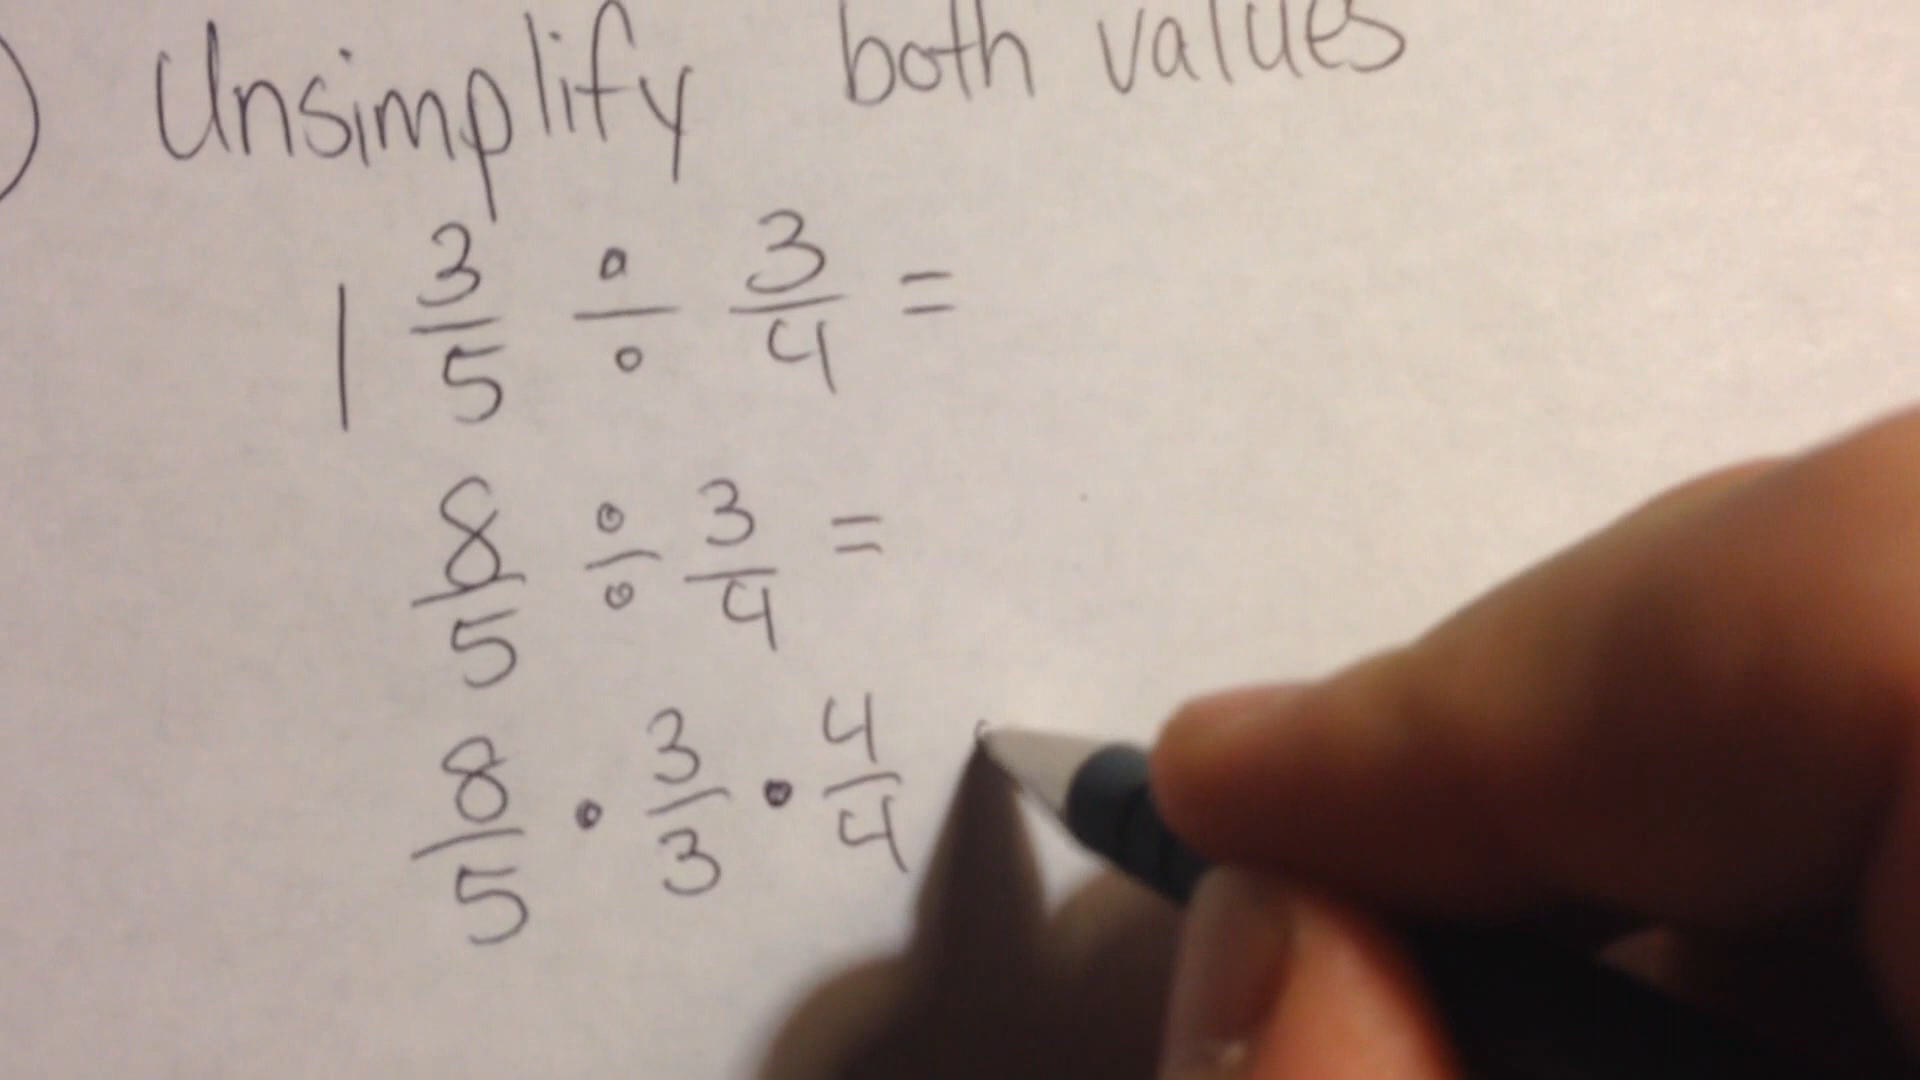 ) Unsimplify both values
1 3/5 ÷ 3/4 =
8/5 ÷ 3/4 =
8/5 • 3/3 • 4/4